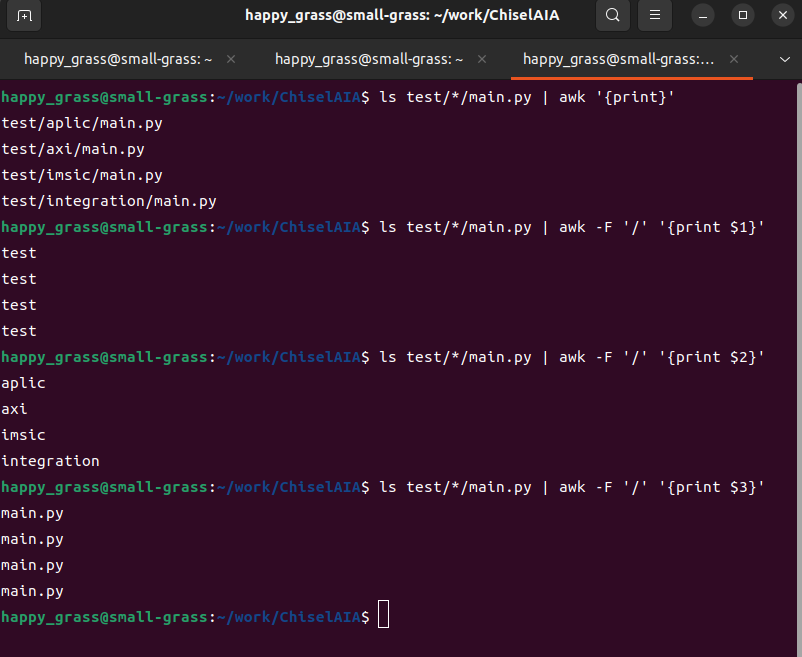 happy_grass@small-grass: ~/work/ChiselAIA
happy_grass@small-grass: ~
happy_grass@small-grass: ~
happy_grass@small-grass:...
happy_grass@small-grass:~/work/ChiselAIA$ ls test/*/main.py | awk '{print}'
test/aplic/main.py
test/axi/main.py
test/imsic/main.py
test/integration/main.py
happy_grass@small-grass:~/work/ChiselAIA$ ls test/*/main.py | awk -F '/' '{print $1}'
test
test
test
test
happy_grass@small-grass:~/work/ChiselAIA$ ls test/*/main.py | awk -F '/' '{print $2}'
aplic
axi
imsic
integration
happy_grass@small-grass:~/work/ChiselAIA$ ls test/*/main.py | awk -F '/' '{print $3}'
main.py
main.py
main.py
main.py
happy_grass@small-grass:~/work/ChiselAIA$